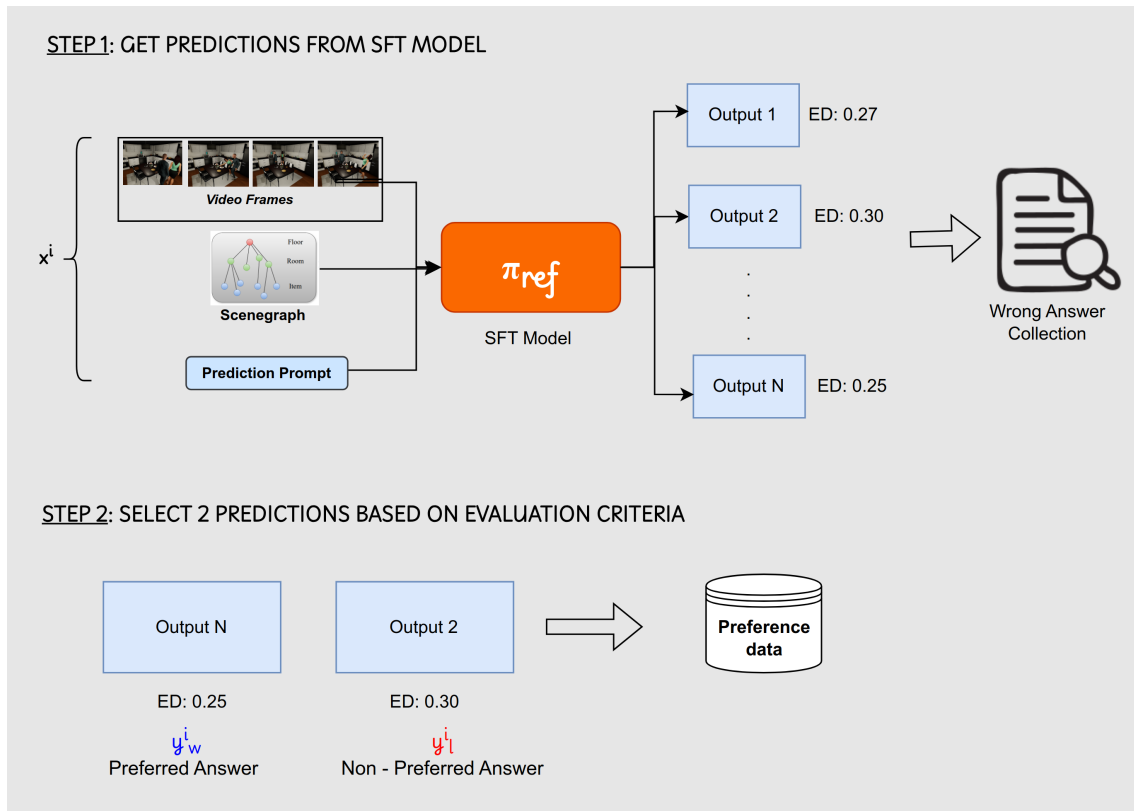 STEP 1: GET PREDICTIONS FROM SFT MODEL
Output 1
ED: 0.27
Video Frames
Output 2
ED: 0.30
xⁱ
Floor
Room
Item
Scenegraph
π_ref
SFT Model
.
.
.
.
Wrong Answer
Collection
Prediction Prompt
Output N
ED: 0.25
STEP 2: SELECT 2 PREDICTIONS BASED ON EVALUATION CRITERIA
Output N
Output 2
Preference
data
ED: 0.25
ED: 0.30
yⁱ_w
yⁱ_l
Preferred Answer
Non - Preferred Answer